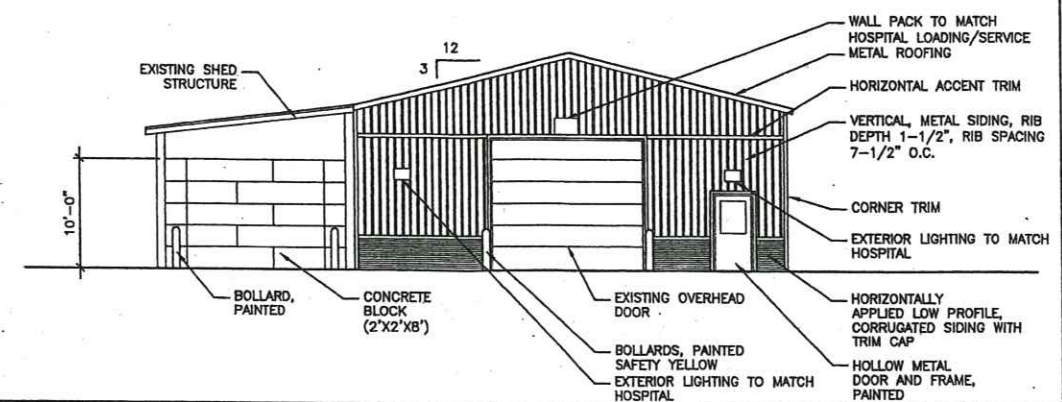 WALL PACK TO MATCH
HOSPITAL LOADING/SERVICE
METAL ROOFING
12
3
EXISTING SHED
STRUCTURE
HORIZONTAL ACCENT TRIM
VERTICAL, METAL SIDING, RIB
DEPTH 1-1/2", RIB SPACING
7-1/2" O.C.
10'-0"
CORNER TRIM
EXTERIOR LIGHTING TO MATCH
HOSPITAL
BOLLARD,
PAINTED
CONCRETE
BLOCK
(2'X2'X8')
EXISTING OVERHEAD
DOOR
HORIZONTALLY
APPLIED LOW PROFILE,
CORRUGATED SIDING WITH
TRIM CAP
BOLLARDS, PAINTED
SAFETY YELLOW
EXTERIOR LIGHTING TO MATCH
HOSPITAL
HOLLOW METAL
DOOR AND FRAME,
PAINTED